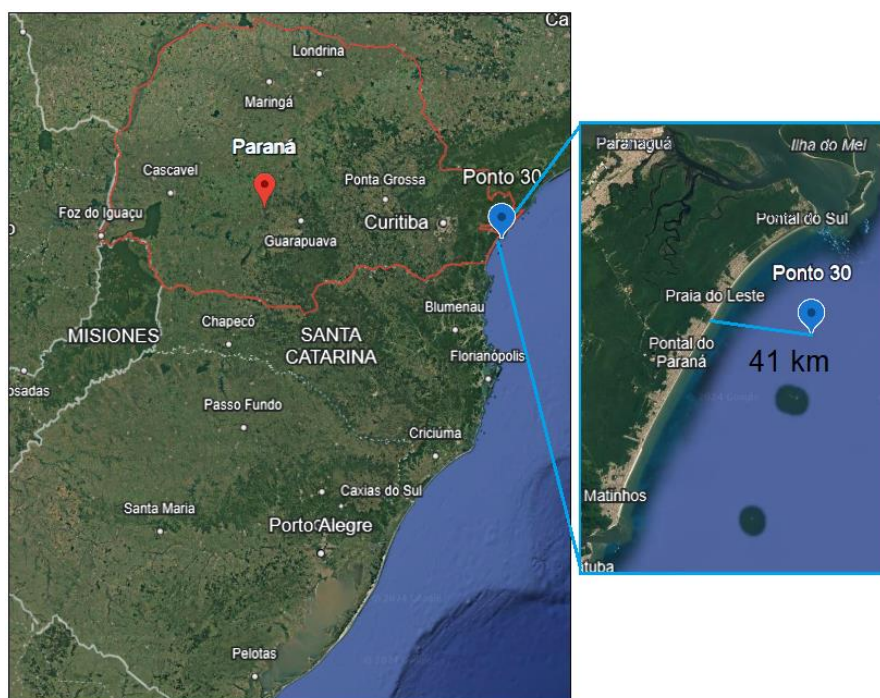 Ca
Londrina
Maringá
Paraná
Cascavel
Ponta Grossa
Ponto 30
Foz do Iguaçu
Curitiba
Guarapuava
MISIONES
Chapecó
SANTA
CATARINA
Blumenau
Florianópolis
osadas
Passo Fundo
Criciúma
Santa Maria
Caxias do Sul
Porto Alegre
Pelotas
Paranaguá
Ilha do Mel
Pontal do Sul
Ponto 30
Praia do Leste
Pontal do
Paraná
41 km
Matinhos
tuba